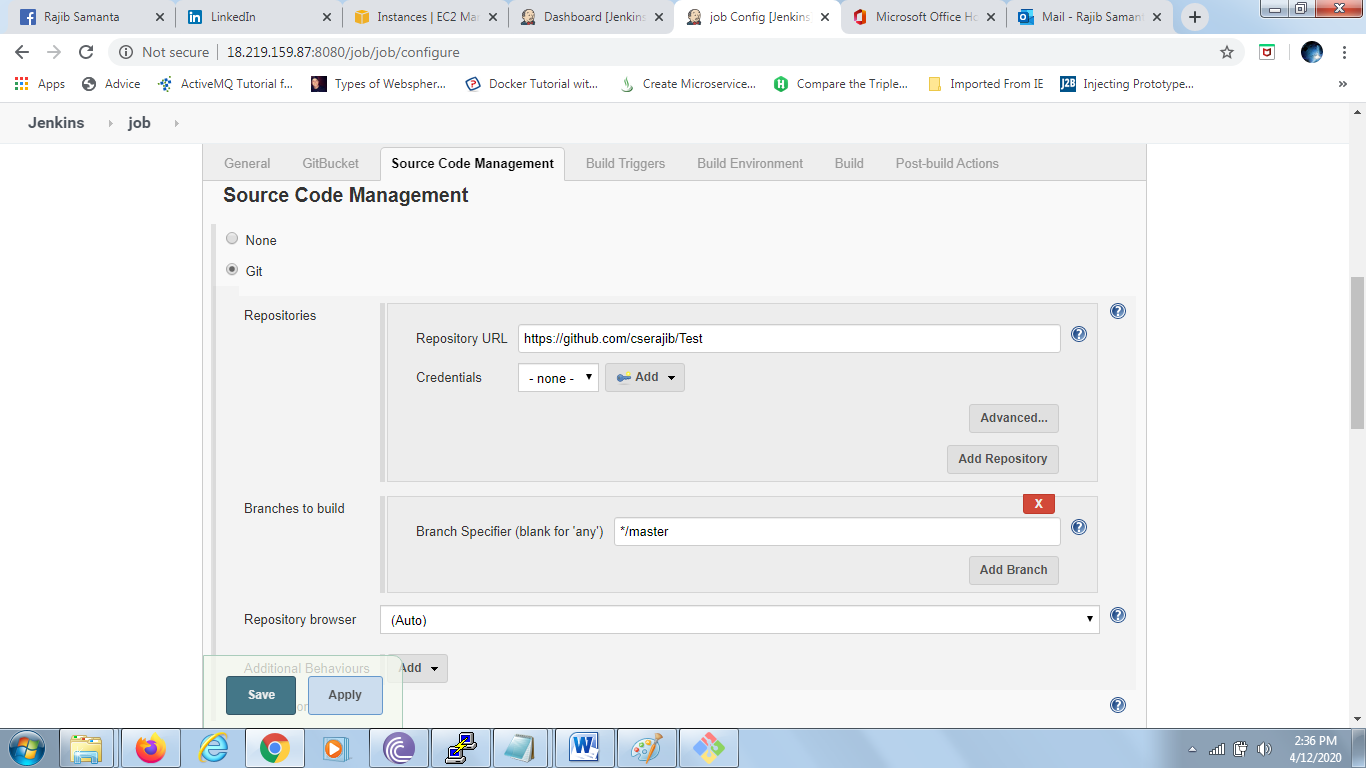 Rajib Samanta
LinkedIn
Instances | EC2 Mar
Dashboard [Jenkins
job Config [Jenkins
Microsoft Office Ho
Mail - Rajib Samant
Not secure | 18.219.159.87:8080/job/job/configure
Apps
Advice
ActiveMQ Tutorial f...
Types of Webspher...
Docker Tutorial wit...
Create Microservice...
Compare the Triple...
Imported From IE
J2B Injecting Prototype...
Jenkins
job
General
GitBucket
Source Code Management
Build Triggers
Build Environment
Build
Post-build Actions
Source Code Management
None
Git
Repositories
Repository URL https://github.com/cserajib/Test
Credentials - none - Add
Advanced...
Add Repository
Branches to build
X
Branch Specifier (blank for 'any') */master
Add Branch
Repository browser (Auto)
Additional Behaviours Add
Save Apply
2:36 PM
4/12/2020